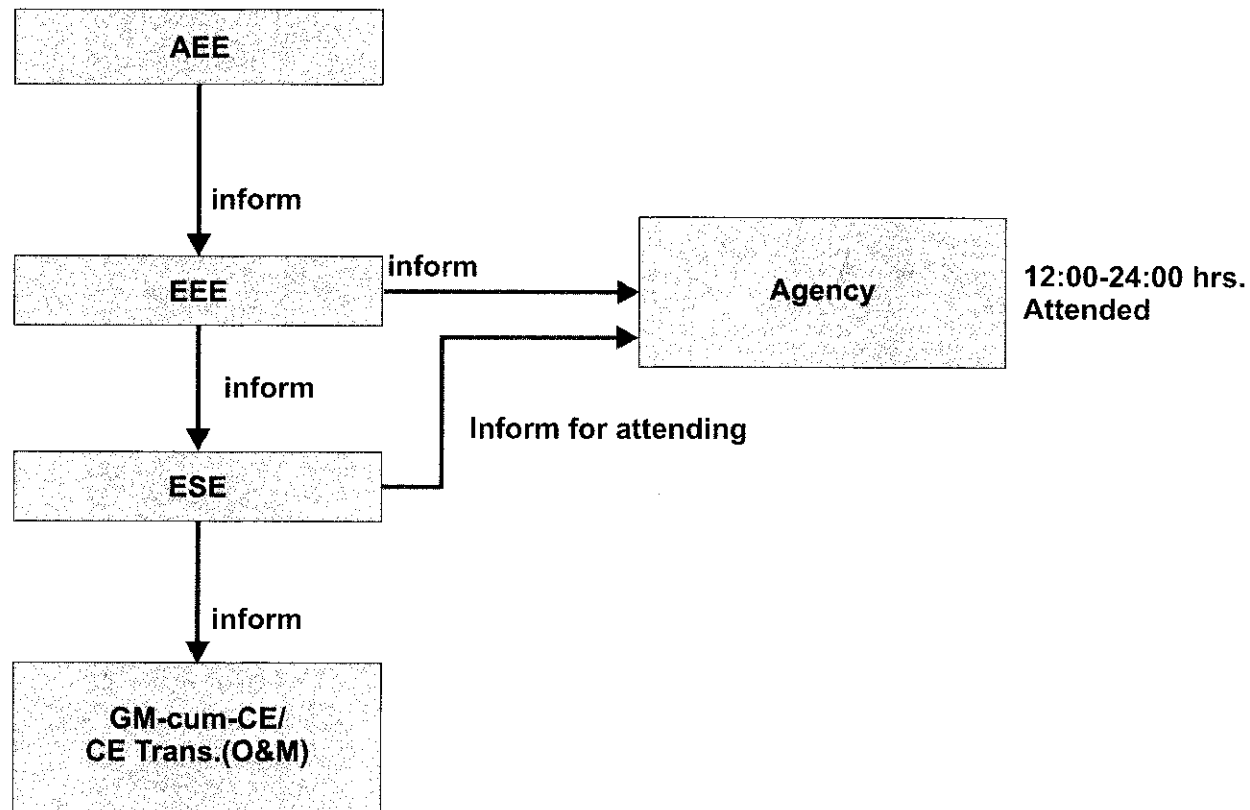 AEE
inform
EEE
inform
Agency
12:00-24:00 hrs.
Attended
inform
Inform for attending
ESE
inform
GM-cum-CE/
CE Trans.(O&M)